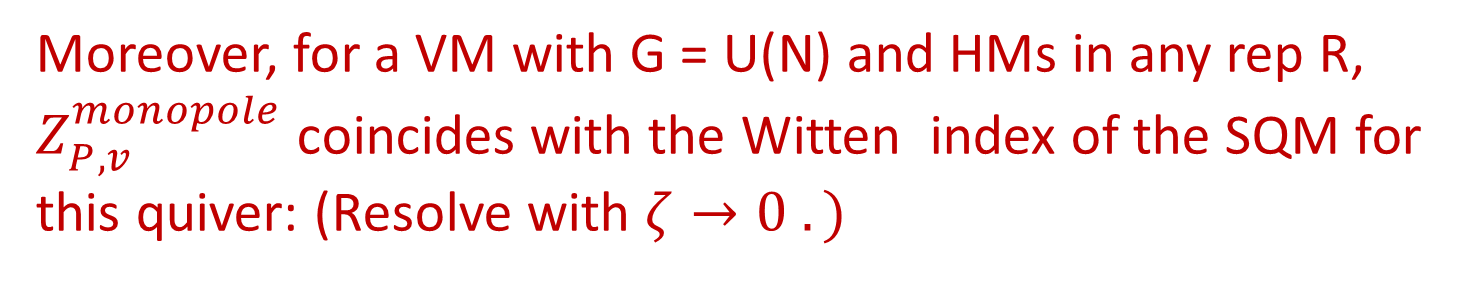 Moreover, for a VM with G = U(N) and HMs in any rep R,
$Z_{P,v}^{monopole}$ coincides with the Witten index of the SQM for
this quiver: (Resolve with ζ → 0 .)